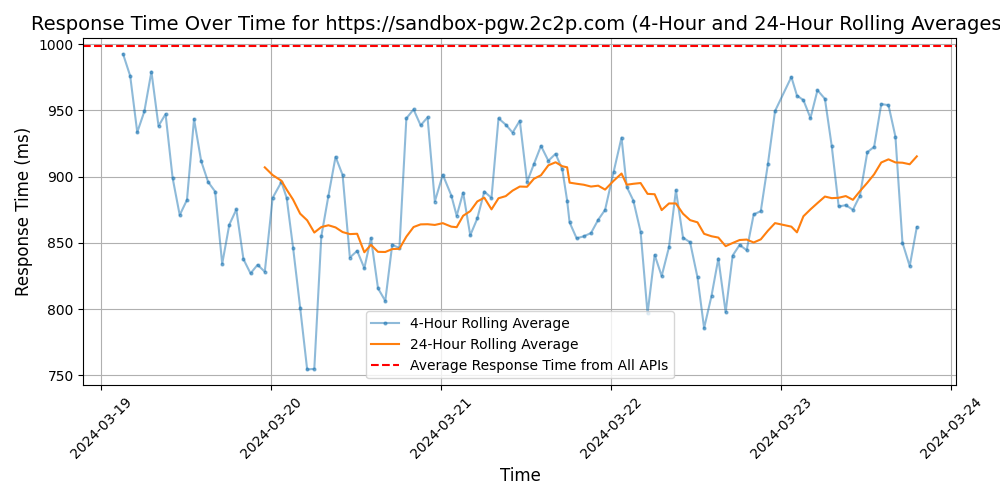 Response Time Over Time for https://sandbox-pgw.2c2p.com (4-Hour and 24-Hour Rolling Averages
Response Time (ms)
1000
950
900
850
800
750
4-Hour Rolling Average
24-Hour Rolling Average
Average Response Time from All APIs
2024-03-19
2024-03-20
2024-03-21
2024-03-22
2024-03-23
2024-03-24
Time